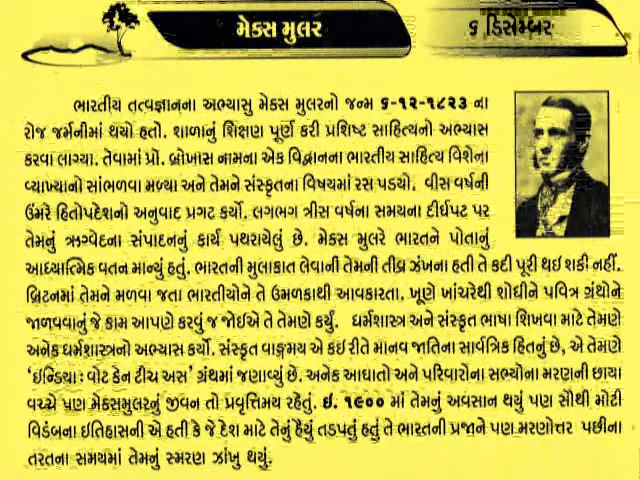 મેક્સ મુલર
૬ ડિસેમ્બર
ભારતીય તત્વજ્ઞાનના અભ્યાસુ મેક્સ મુલરનો જન્મ ૬-૧૨-૧૮૨૩ ના
રોજ જર્મનીમાં થયો હતો. શાળાનું શિક્ષણ પૂર્ણ કરી પ્રશિષ્ટ સાહિત્યનો અભ્યાસ
કરવા લાગ્યા. તેવામાં પ્રો. બ્રોખાસ નામના એક વિદ્વાનના ભારતીય સાહિત્ય વિશેના
વ્યાખ્યાનો સાંભળવા મળ્યા અને તેમને સંસ્કૃતના વિષયમાં રસ પડયો. વીસ વર્ષની
ઉંમરે હિતોપદેશનો અનુવાદ પ્રગટ કર્યો. લગભગ ત્રીસ વર્ષના સમયના દીર્ઘપટ પર
તેમનું ઋગ્વેદના સંપાદનનું કાર્ય પથરાયેલું છે. મેક્સ મુલરે ભારતને પોતાનું
આધ્યાત્મિક વતન માન્યું હતું. ભારતની મુલાકાત લેવાની તેમની તીવ્ર ઝંખના હતી તે કદી પૂરી થઇ શકી નહીં.
બ્રિટનમાં તેમને મળવા જતા ભારતીયોને તે ઉમળકાથી આવકારતા. ખૂણે ખાંચરેથી શોધીને પવિત્ર ગ્રંથોને
જાળવવાનું જે કામ આપણે કરવું જ જોઈએ તે તેમણે કર્યું. ધર્મશાસ્ત્ર અને સંસ્કૃત ભાષા શિખવા માટે તેમણે
અનેક ધર્મશાસ્ત્રનો અભ્યાસ કર્યો. સંસ્કૃત વાઙ્ગમય એ કઇ રીતે માનવ જાતિના સાર્વત્રિક હિતનું છે, એ તેમણે
‘ઇન્ડિયા : વોટ કેન ટીચ અસ’ ગ્રંથમાં જણાવ્યું છે. અનેક આઘાતો અને પરિવારોના સભ્યોના મરણની છાયા
વચ્ચે પણ મેક્સમુલરનું જીવન તો પ્રવૃત્તિમય રહેતું. ઇ. ૧૯૦૦ માં તેમનું અવસાન થયું પણ સૌથી મોટી
વિડંબના ઇતિહાસની એ હતી કે જે દેશ માટે તેનું હૈયું તડપતું હતું તે ભારતની પ્રજાને પણ મરણોત્તર પછીના
તરતના સમયમાં તેમનું સ્મરણ ઝાંખુ થયું.